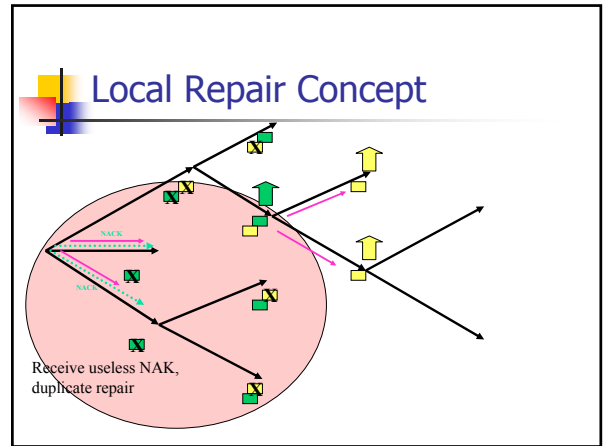 Local Repair Concept
X
X
X
NACK
X
NACK
X
X
X
Receive useless NAK,
duplicate repair
X